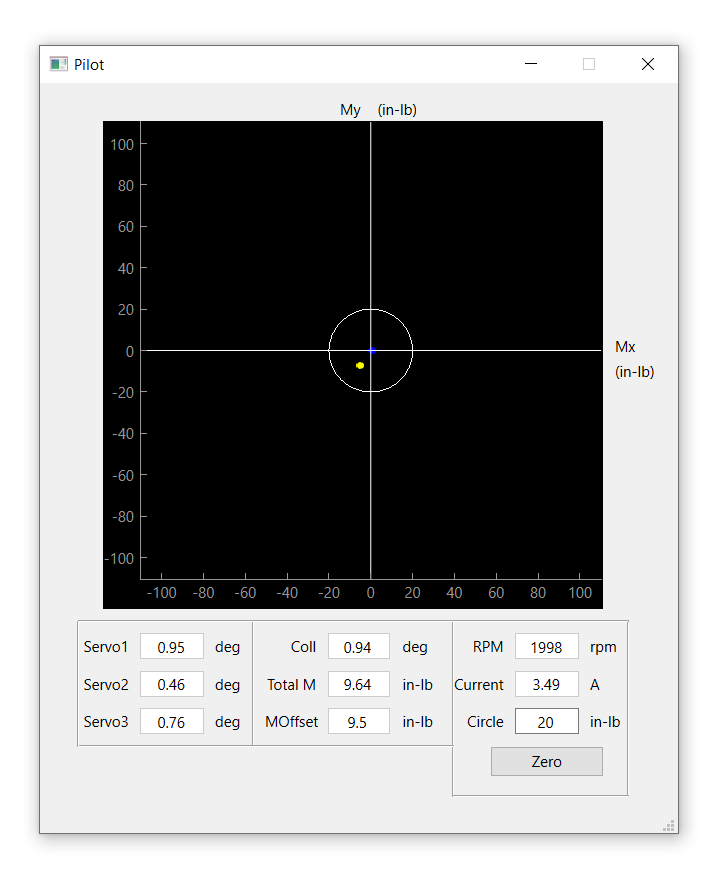 Pilot
My (in-lb)
100
80
60
40
20
0
-20
-40
-60
-80
-100
Mx
(in-lb)
-100 -80 -60 -40 -20 0 20 40 60 80 100
Servo1 0.95 deg Coll 0.94 deg RPM 1998 rpm
Servo2 0.46 deg Total M 9.64 in-lb Current 3.49 A
Servo3 0.76 deg MOffset 9.5 in-lb Circle 20 in-lb
Zero